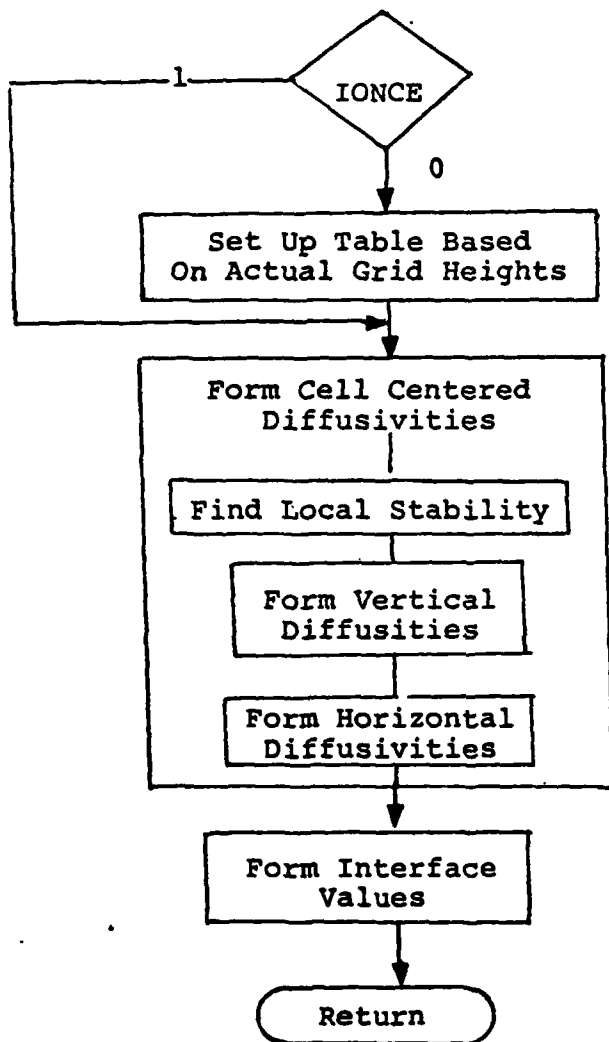 1
IONCE
0
Set Up Table Based
On Actual Grid Heights
Form Cell Centered
Diffusivities
Find Local Stability
Form Vertical
Diffusities
Form Horizontal
Diffusivities
Form Interface
Values
Return